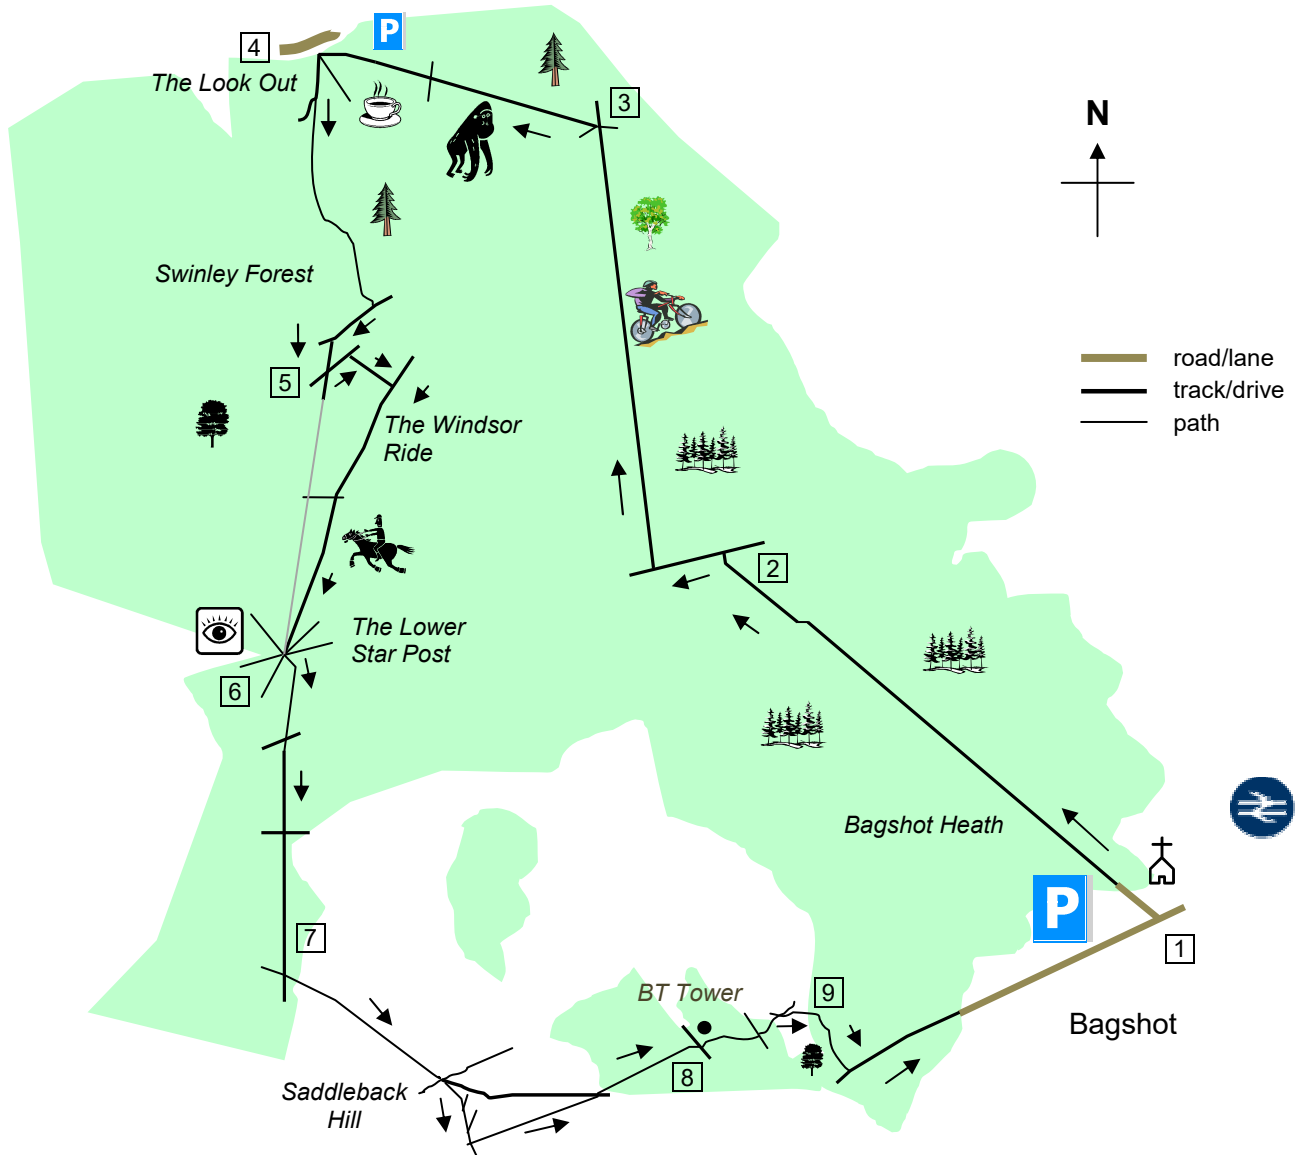 P
4
The Look Out
3
N
Swinley Forest
road/lane
track/drive
path
5
The Windsor
Ride
2
The Lower
Star Post
6
Bagshot Heath
P
7
1
BT Tower
9
Bagshot
8
Saddleback
Hill